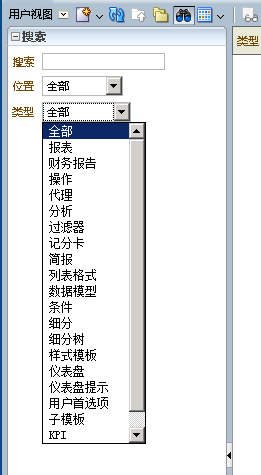 用户视图
搜索
类型
搜索
位置 全部
类型 全部
全部
报表
财务报告
操作
代理
分析
过滤器
记分卡
简报
列表格式
数据模型
条件
细分
细分树
样式模板
仪表盘
仪表盘提示
用户首选项
子模板
KPI